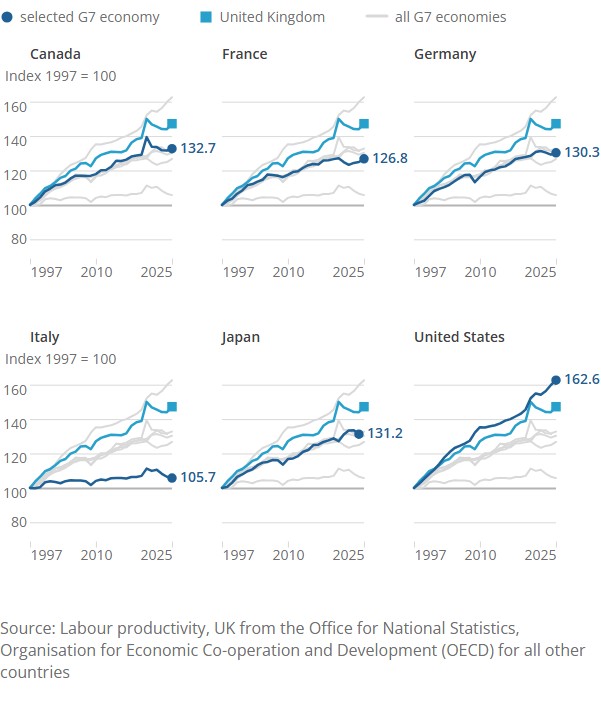 selected G7 economy United Kingdom all G7 economies
Canada France Germany
Index 1997 = 100
160
140
132.7 126.8 130.3
120
100
80
1997 2010 2025 1997 2010 2025 1997 2010 2025
Italy Japan United States
Index 1997 = 100
162.6
160
140
131.2
120
105.7
100
80
1997 2010 2025 1997 2010 2025 1997 2010 2025
Source: Labour productivity, UK from the Office for National Statistics,
Organisation for Economic Co-operation and Development (OECD) for all other
countries